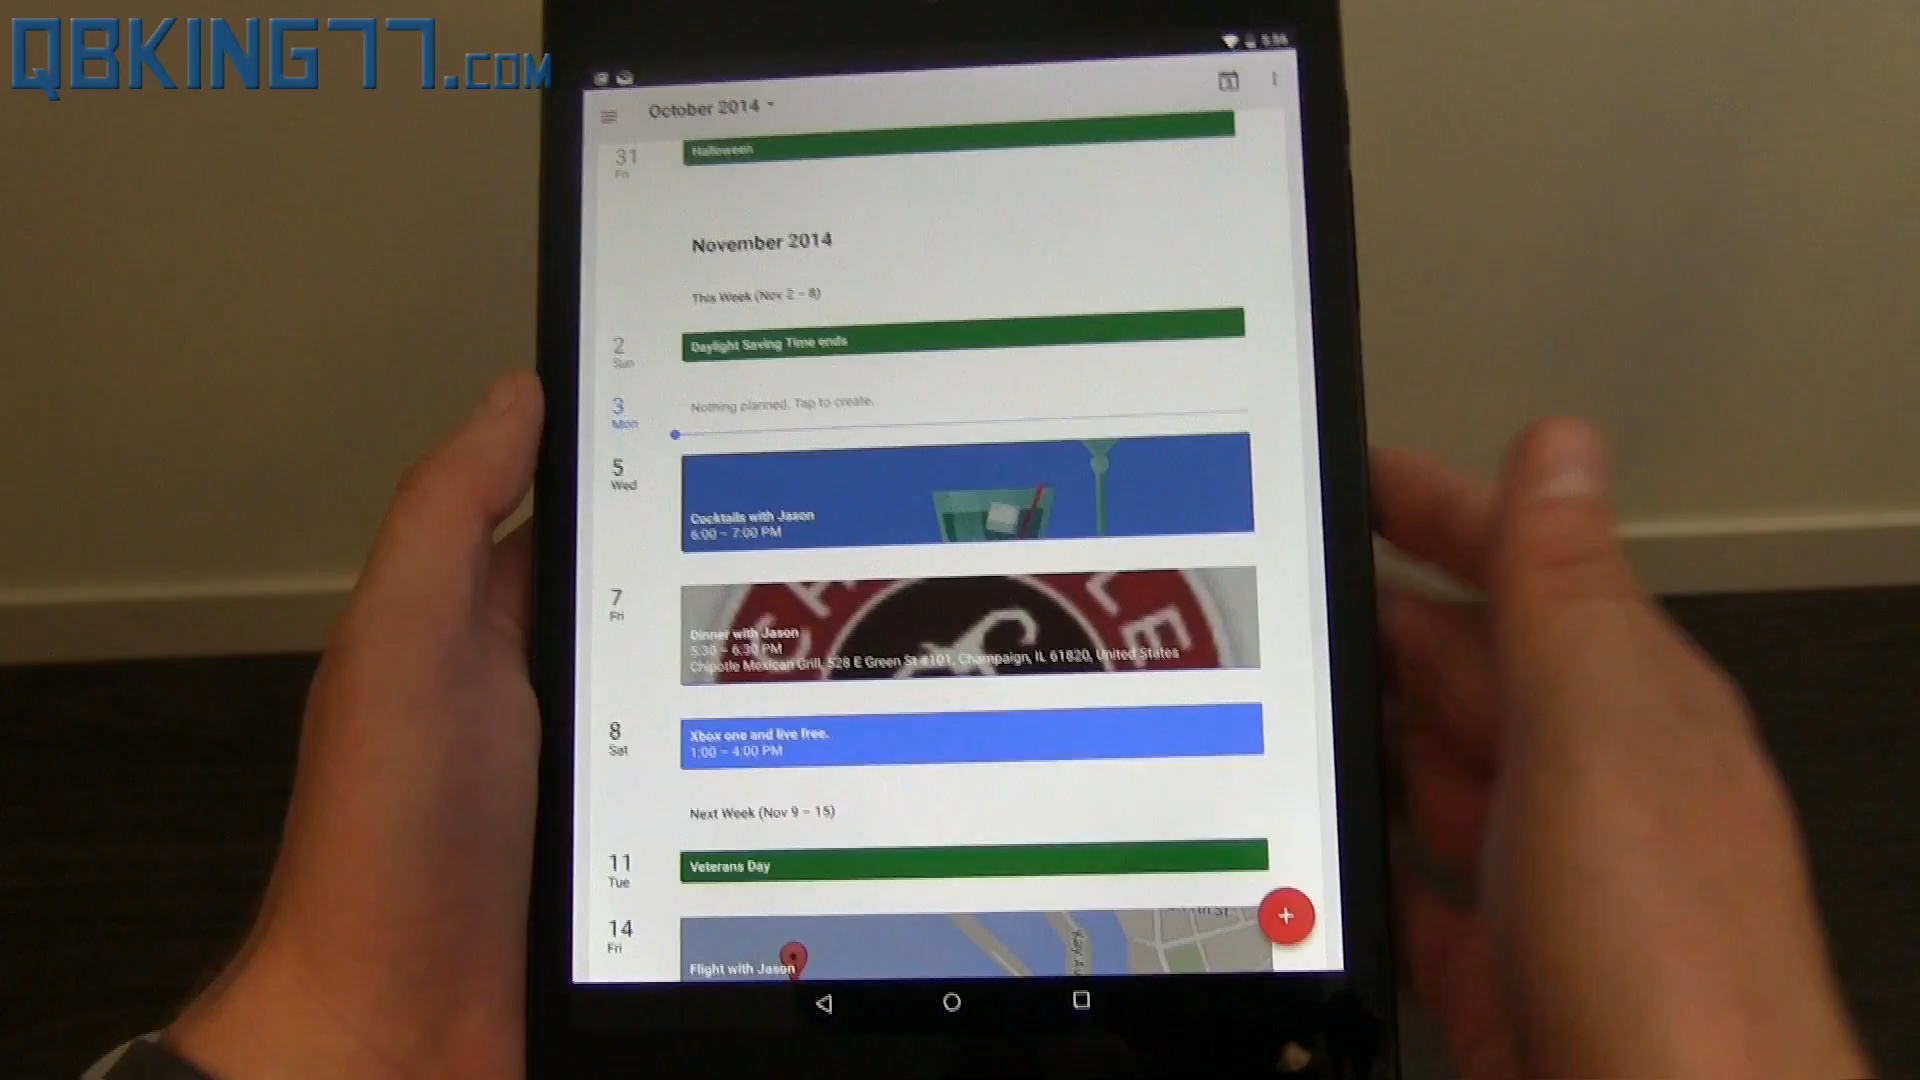 QBKING77.COM
5:36
October 2014
31
Fri
Halloween
November 2014
This Week (Nov 2 – 8)
2
Sun
Daylight Saving Time ends
3
Mon
Nothing planned. Tap to create.
5
Wed
Cocktails with Jason
6:00 – 7:00 PM
7
Fri
Dinner with Jason
5:30 – 6:30 PM
Chipotle Mexican Grill, 528 E Green St #101, Champaign, IL 61820, United States
8
Sat
Xbox one and live free.
1:00 – 4:00 PM
Next Week (Nov 9 – 15)
11
Tue
Veterans Day
14
Fri
Flight with Jason